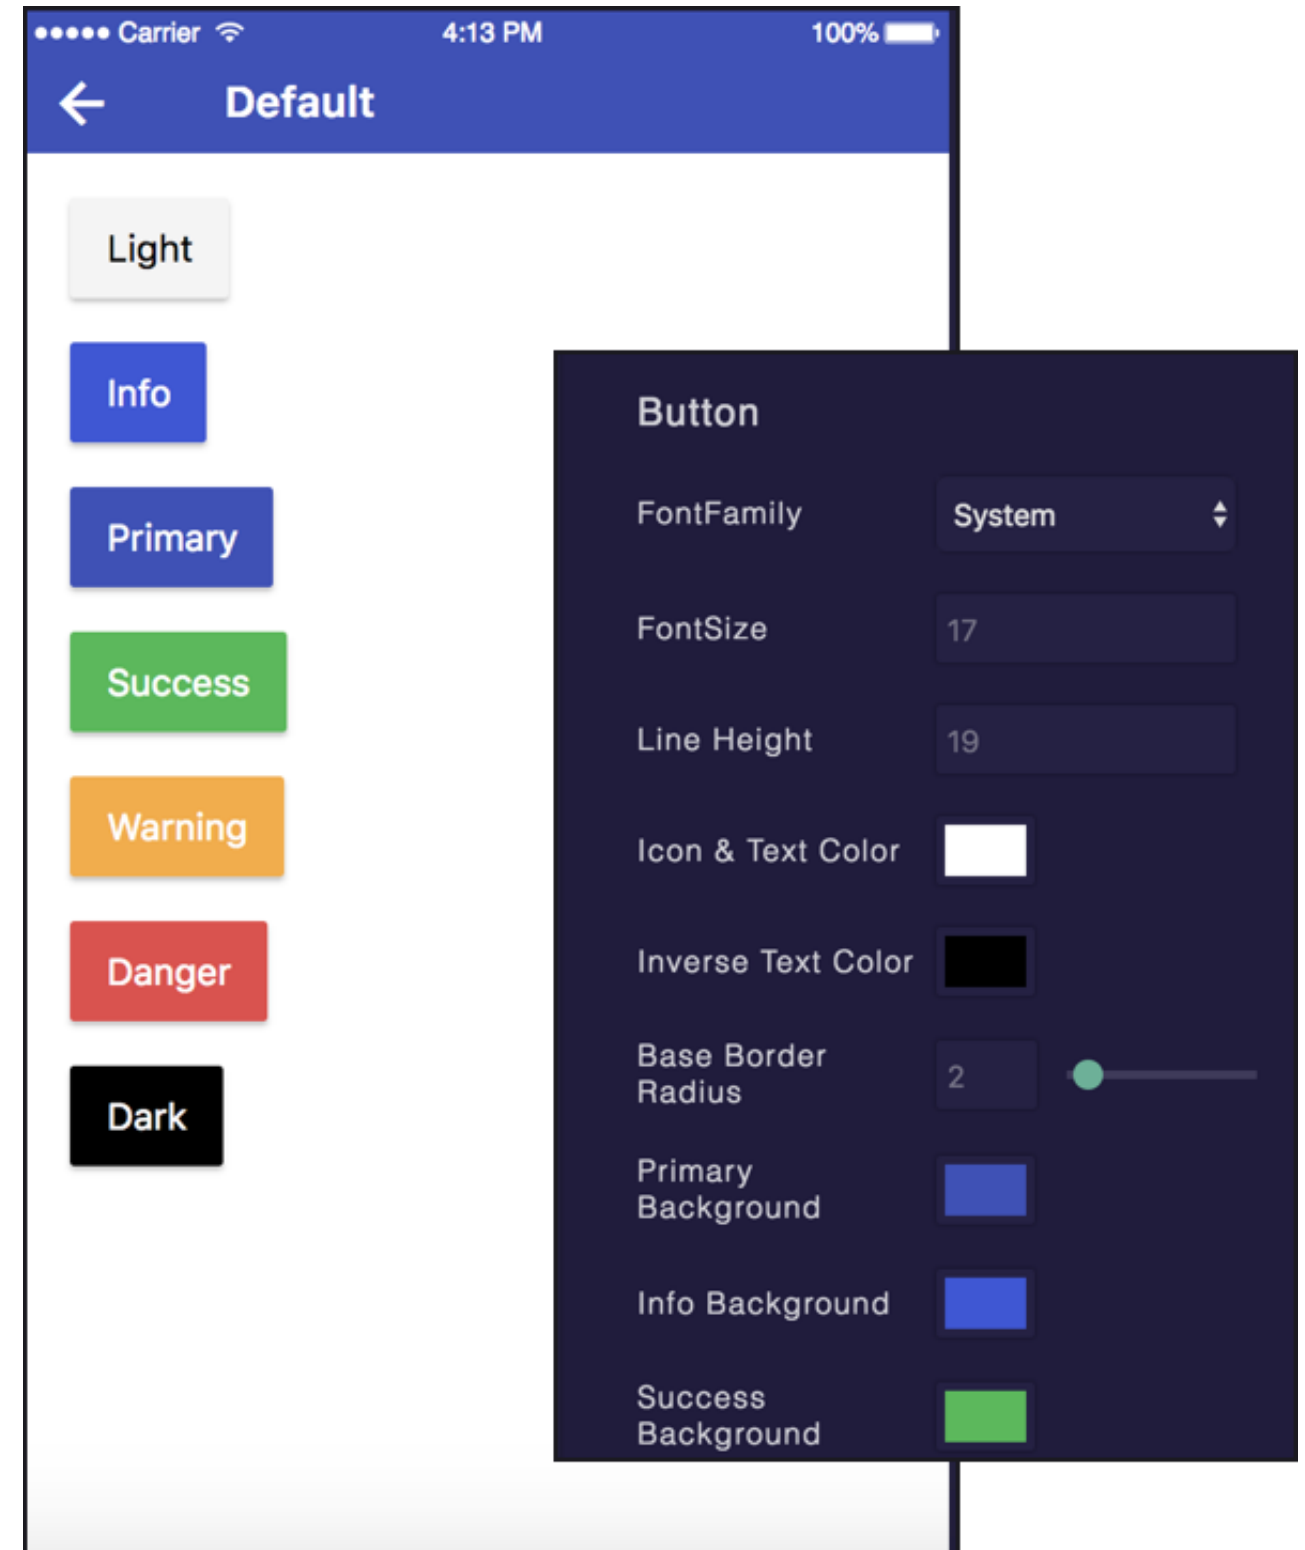 Carrier 4:13 PM 100%
Default
Light
Info
Primary
Success
Warning
Danger
Dark
Button
FontFamily System
FontSize 17
Line Height 19
Icon & Text Color
Inverse Text Color
Base Border
Radius 2
Primary
Background
Info Background
Success
Background